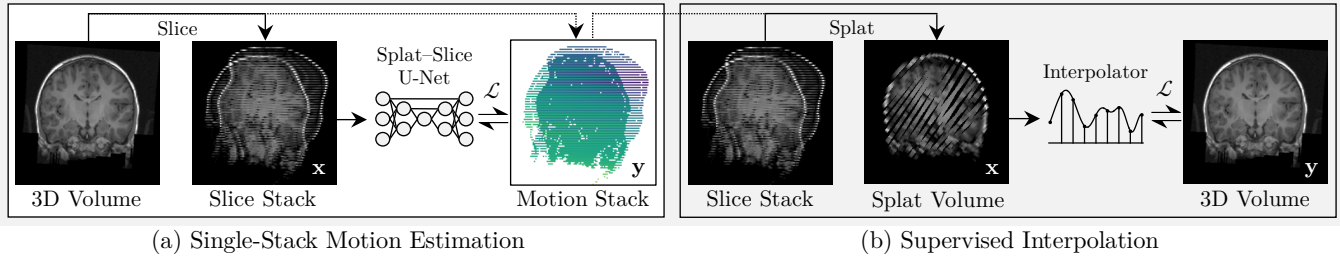 Slice
Splat–Slice
U-Net
ℒ
x
y
3D Volume
Slice Stack
Motion Stack
(a) Single-Stack Motion Estimation
Splat
Interpolator
ℒ
x
y
Slice Stack
Splat Volume
3D Volume
(b) Supervised Interpolation